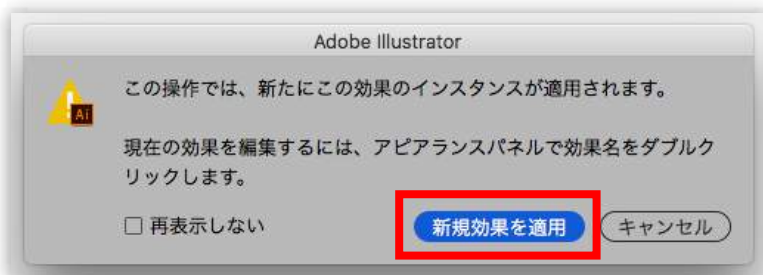 Adobe Illustrator
この操作では、新たにこの効果のインスタンスが適用されます。
Ai
現在の効果を編集するには、アピアランスパネルで効果名をダブルク
リックします。
再表示しない
新規効果を適用
キャンセル